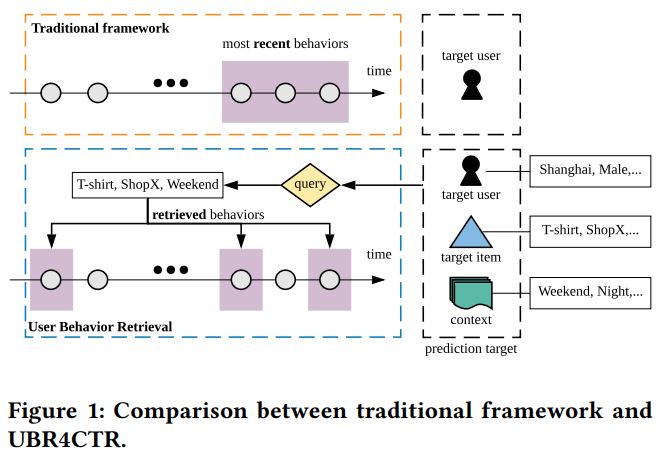 Traditional framework
most recent behaviors
time
target user
T-shirt, ShopX, Weekend
query
retrieved behaviors
time
User Behavior Retrieval
target user
Shanghai, Male,...
target item
T-shirt, ShopX,...
context
Weekend, Night,...
prediction target
Figure 1: Comparison between traditional framework and
UBR4CTR.